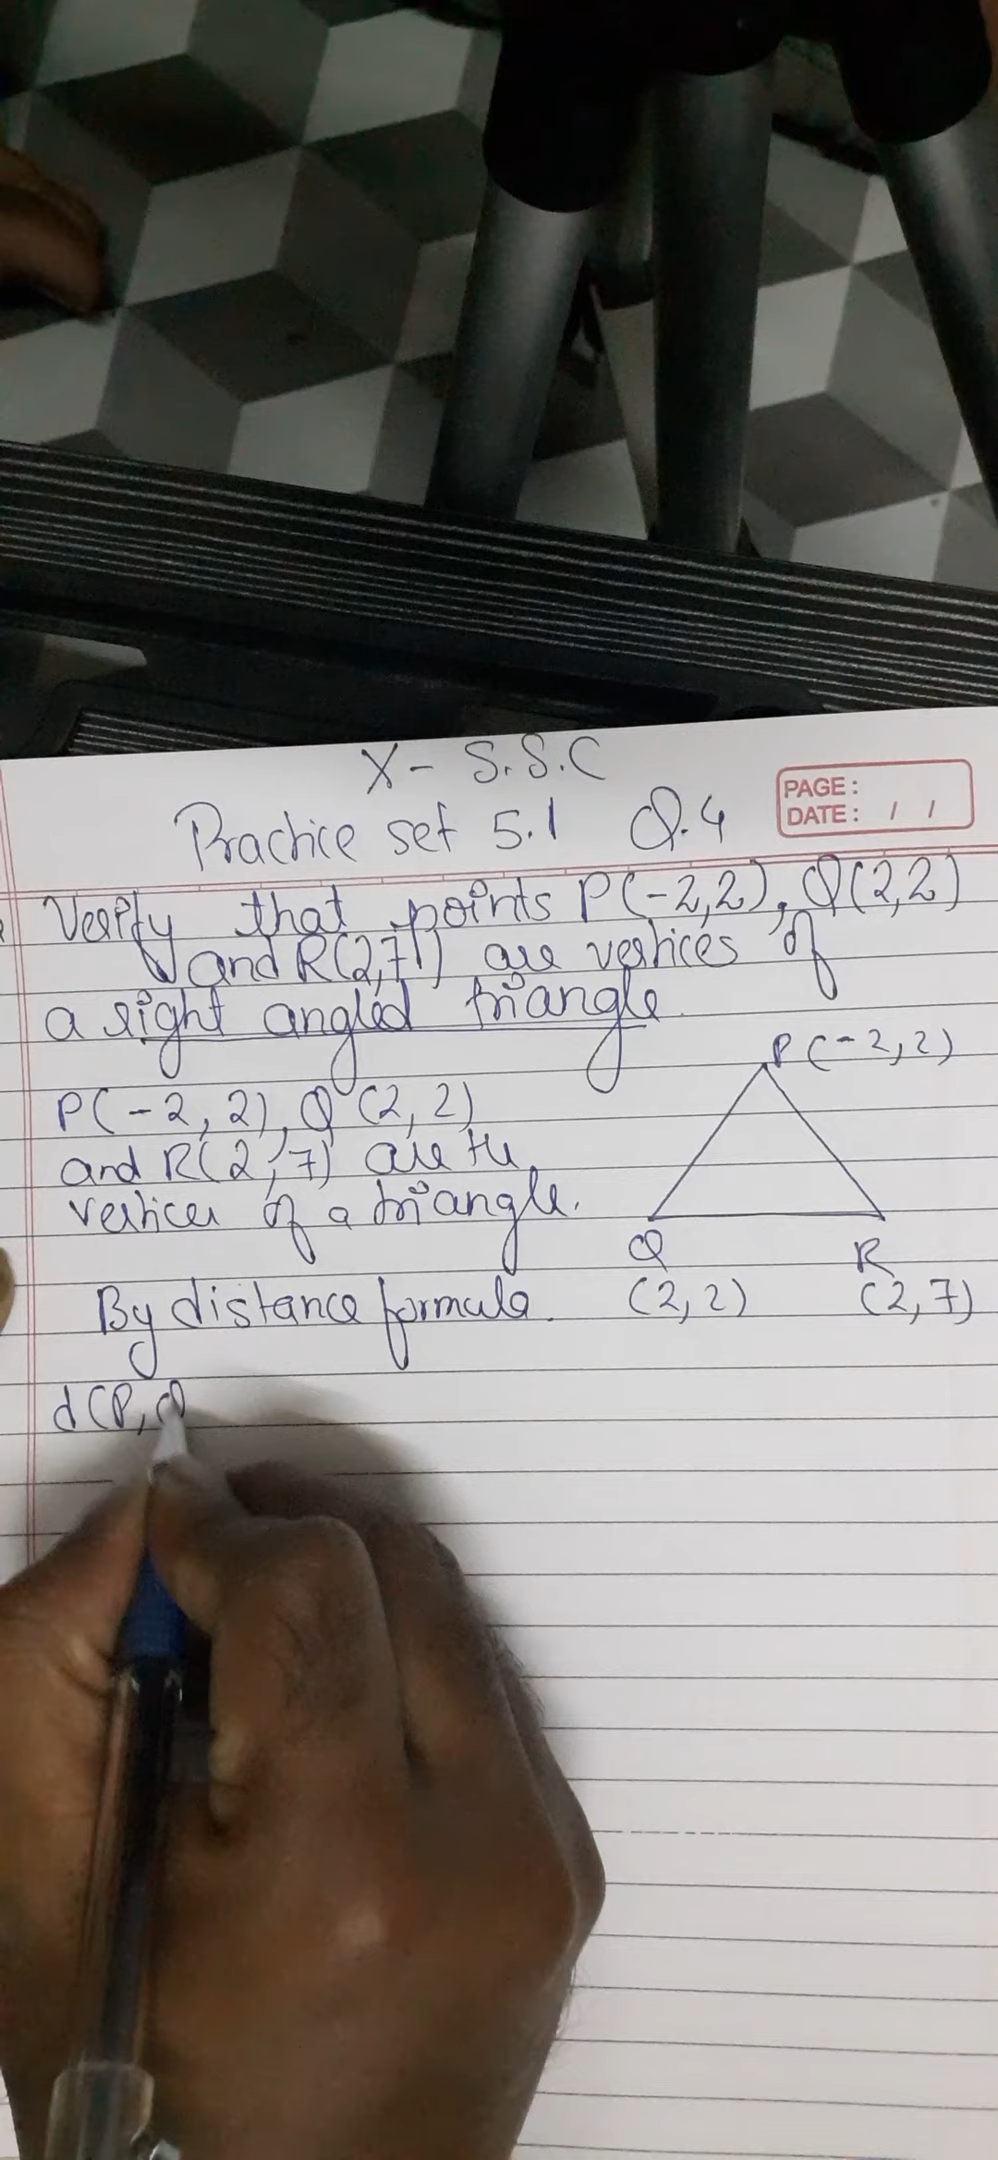 X- S.S.C
Practice set 5.1 Q.4
PAGE:
DATE: / /
Verify that points P(-2,2), Q(2,2)
and R(2,7) are vertices of
a right angled triangle.
P(-2,2)
P(-2, 2), Q (2, 2)
and R(2, 7) are the
vertices of a triangle.
Q R
By distance formula. (2,2) (2,7)
d(P,Q